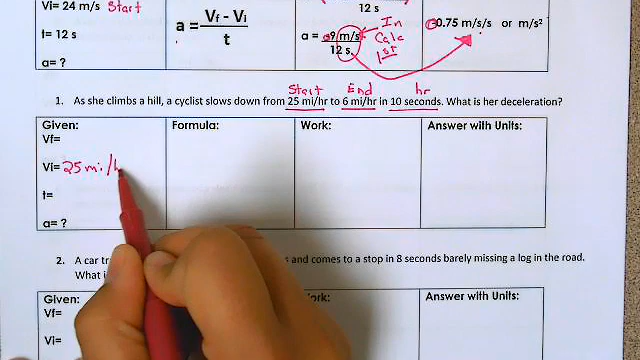 Vi= 24 m/s Start
t= 12 s
a= ?
a = Vf - Vi
t
12 s
a = -9 m/s
12 s
In
Calc
1st
-0.75 m/s/s or m/s²
Start End hr
1. As she climbs a hill, a cyclist slows down from 25 mi/hr to 6 mi/hr in 10 seconds. What is her deceleration?
Given: Formula: Work: Answer with Units:
Vf=
Vi= 25 mi/h
t=
a= ?
2. A car tr s and comes to a stop in 8 seconds barely missing a log in the road.
What i
Given: ork: Answer with Units:
Vf=
Vi=